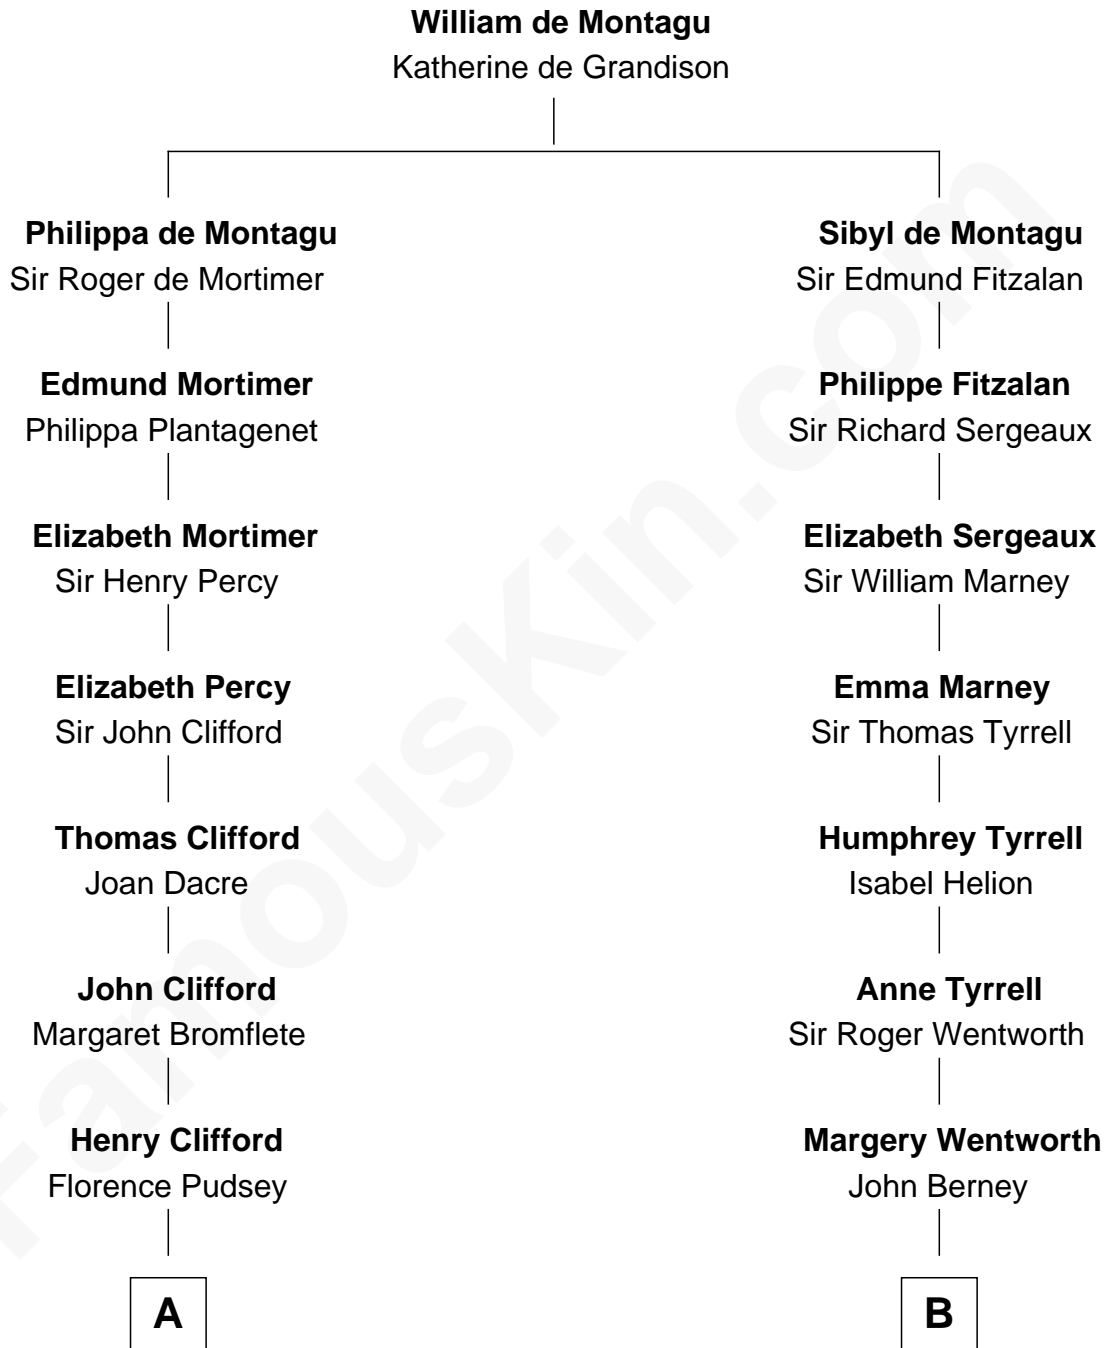 William de Montagu
Katherine de Grandison
Philippa de Montagu
Sir Roger de Mortimer
Sibyl de Montagu
Sir Edmund Fitzalan
Edmund Mortimer
Philippa Plantagenet
Philippe Fitzalan
Sir Richard Sergeaux
Elizabeth Mortimer
Sir Henry Percy
Elizabeth Sergeaux
Sir William Marney
Elizabeth Percy
Sir John Clifford
Emma Marney
Sir Thomas Tyrrell
Thomas Clifford
Joan Dacre
Humphrey Tyrrell
Isabel Helion
John Clifford
Margaret Bromflete
Anne Tyrrell
Sir Roger Wentworth
Henry Clifford
Florence Pudsey
Margery Wentworth
John Berney
A
B
FamousKin.com